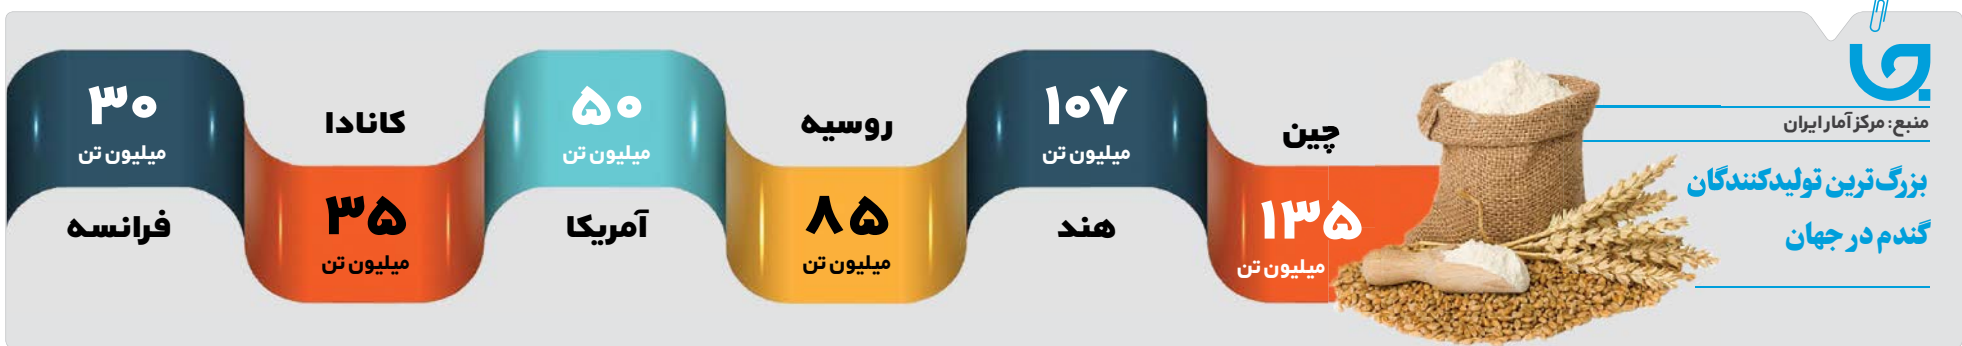 منبع: مرکز آمار ایران
بزرگ‌ترین تولیدکنندگان
گندم در جهان
چین
۱۳۵
میلیون تن
۱۰۷
میلیون تن
هند
روسیه
۸۵
میلیون تن
۵۰
میلیون تن
آمریکا
کانادا
۳۵
میلیون تن
۳۰
میلیون تن
فرانسه